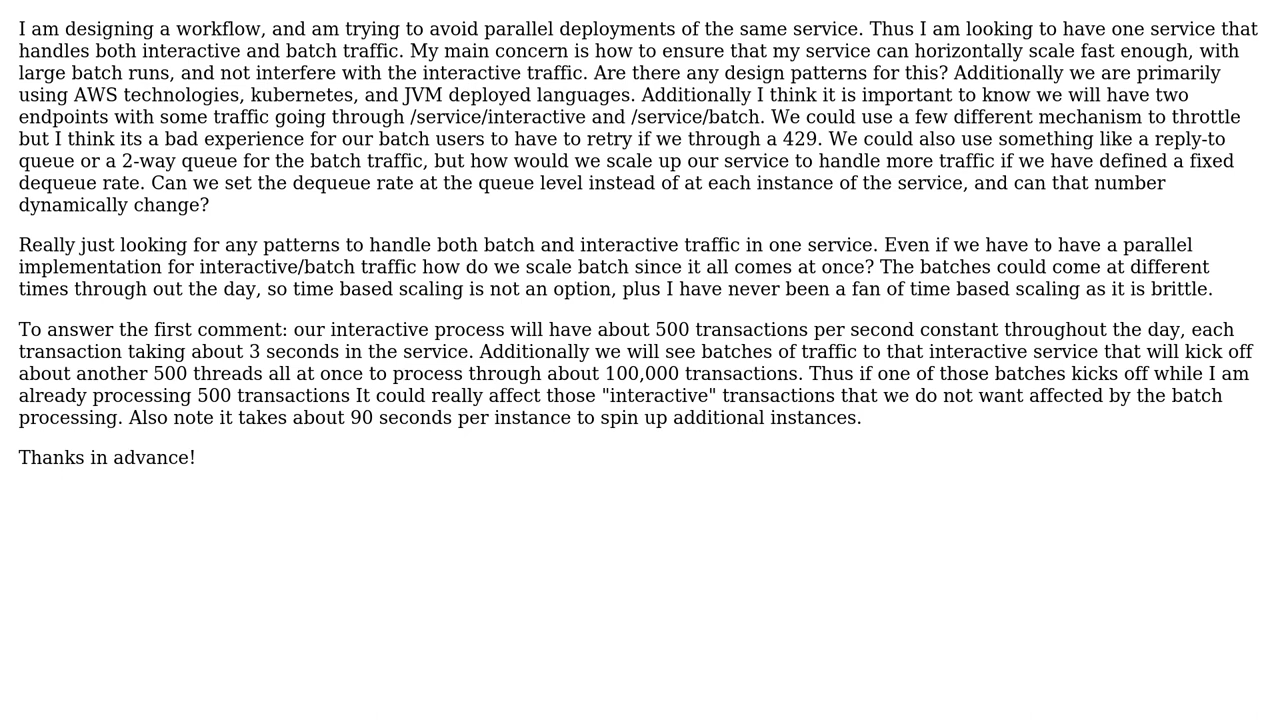 I am designing a workflow, and am trying to avoid parallel deployments of the same service. Thus I am looking to have one service that
handles both interactive and batch traffic. My main concern is how to ensure that my service can horizontally scale fast enough, with
large batch runs, and not interfere with the interactive traffic. Are there any design patterns for this? Additionally we are primarily
using AWS technologies, kubernetes, and JVM deployed languages. Additionally I think it is important to know we will have two
endpoints with some traffic going through /service/interactive and /service/batch. We could use a few different mechanism to throttle
but I think its a bad experience for our batch users to have to retry if we through a 429. We could also use something like a reply-to
queue or a 2-way queue for the batch traffic, but how would we scale up our service to handle more traffic if we have defined a fixed
dequeue rate. Can we set the dequeue rate at the queue level instead of at each instance of the service, and can that number
dynamically change?
Really just looking for any patterns to handle both batch and interactive traffic in one service. Even if we have to have a parallel
implementation for interactive/batch traffic how do we scale batch since it all comes at once? The batches could come at different
times through out the day, so time based scaling is not an option, plus I have never been a fan of time based scaling as it is brittle.
To answer the first comment: our interactive process will have about 500 transactions per second constant throughout the day, each
transaction taking about 3 seconds in the service. Additionally we will see batches of traffic to that interactive service that will kick off
about another 500 threads all at once to process through about 100,000 transactions. Thus if one of those batches kicks off while I am
already processing 500 transactions It could really affect those "interactive" transactions that we do not want affected by the batch
processing. Also note it takes about 90 seconds per instance to spin up additional instances.
Thanks in advance!